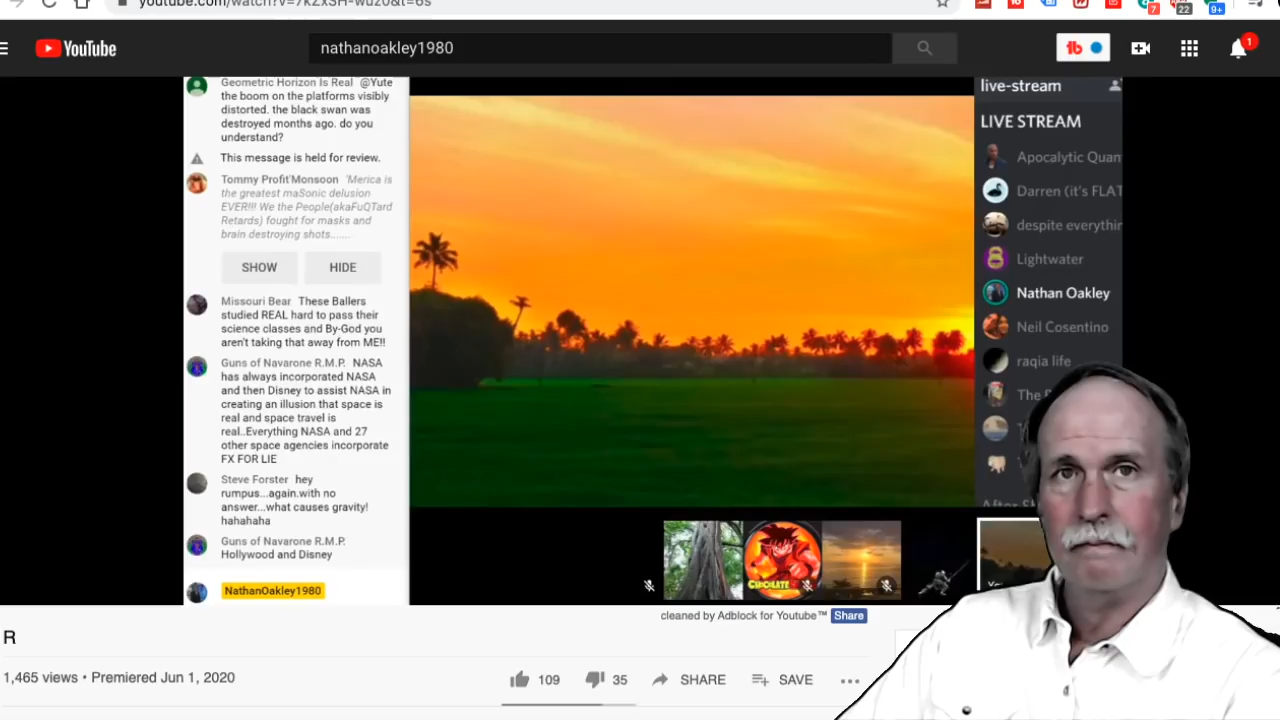 youtube.com/watch?v=7kZxSH-wuz0&t=6s
16
7
22
9+
YouTube
nathanoakley1980
1
Geometric Horizon Is Real @Yute
the boom on the platforms visibly
distorted. the black swan was
destroyed months ago. do you
understand?
This message is held for review.
Tommy Profit'Monsoon 'Merica is
the greatest maSonic delusion
EVER!!! We the People(akaFuQTard
Retards) fought for masks and
brain destroying shots.......
SHOW HIDE
Missouri Bear These Ballers
studied REAL hard to pass their
science classes and By-God you
aren't taking that away from ME!!
Guns of Navarone R.M.P. NASA
has always incorporated NASA
and then Disney to assist NASA in
creating an illusion that space is
real and space travel is
real..Everything NASA and 27
other space agencies incorporate
FX FOR LIE
Steve Forster hey
rumpus...again.with no
answer...what causes gravity!
hahahaha
Guns of Navarone R.M.P.
Hollywood and Disney
NathanOakley1980
live-stream
LIVE STREAM
Apocalytic Quan
Darren (it's FLAT
despite everythin
Lightwater
Nathan Oakley
Neil Cosentino
raqia life
The
CHOCLATE
cleaned by Adblock for Youtube™ Share
R
1,465 views • Premiered Jun 1, 2020
109 35 SHARE SAVE